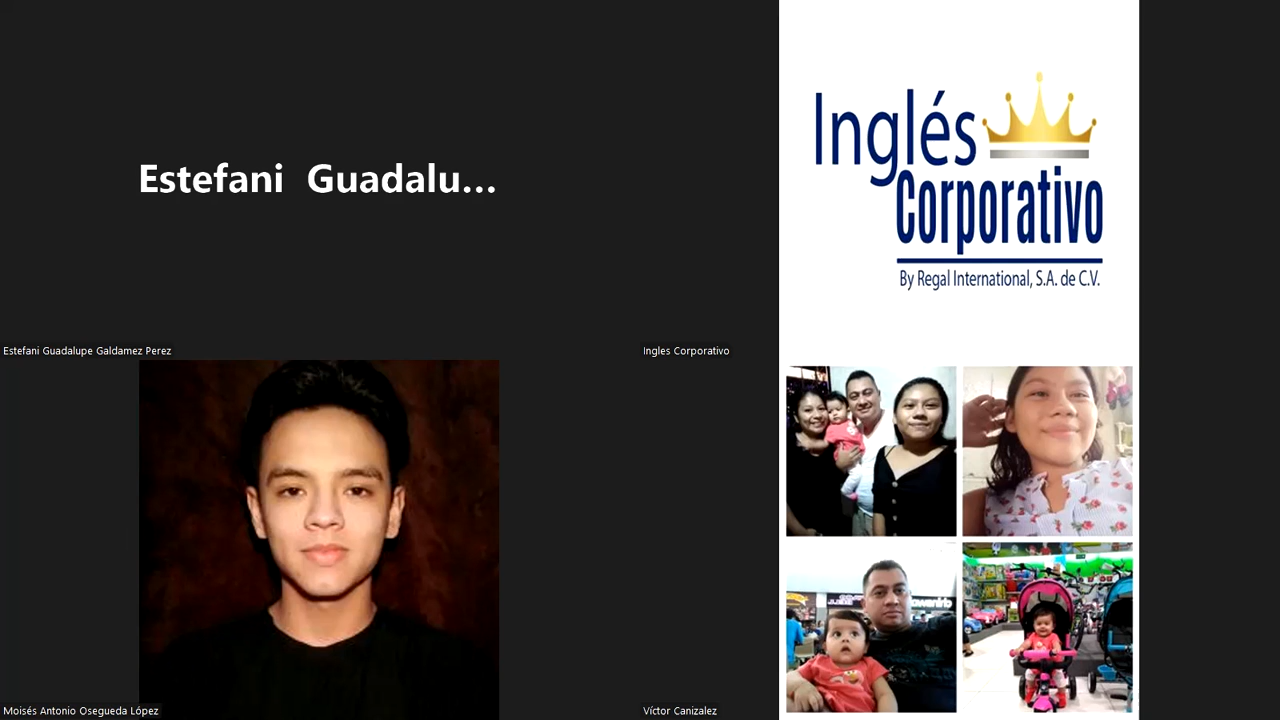 Estefani Guadalu...
Estefani Guadalupe Galdamez Perez
Inglés
Corporativo
By Regal International, S.A. de C.V.
Ingles Corporativo
Moisés Antonio Osegueda López
Víctor Canizalez